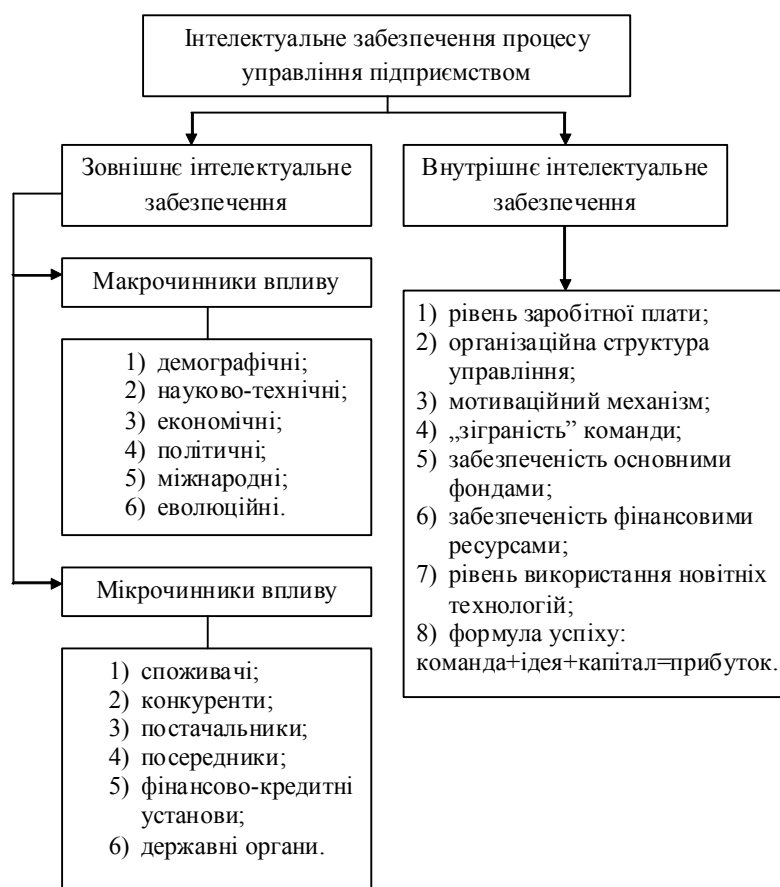 Інтелектуальне забезпечення процесу
управління підприємством
Зовнішнє інтелектуальне
забезпечення
Внутрішнє інтелектуальне
забезпечення
Макрочинники впливу
1) демографічні;
2) науково-технічні;
3) економічні;
4) політичні;
5) міжнародні;
6) еволюційні.
Мікрочинники впливу
1) споживачі;
2) конкуренти;
3) постачальники;
4) посередники;
5) фінансово-кредитні
установи;
6) державні органи.
1) рівень заробітної плати;
2) організаційна структура
управління;
3) мотиваційний механізм;
4) „зіграність” команди;
5) забезпеченість основними
фондами;
6) забезпеченість фінансовими
ресурсами;
7) рівень використання новітніх
технологій;
8) формула успіху:
команда+ідея+капітал=прибуток.